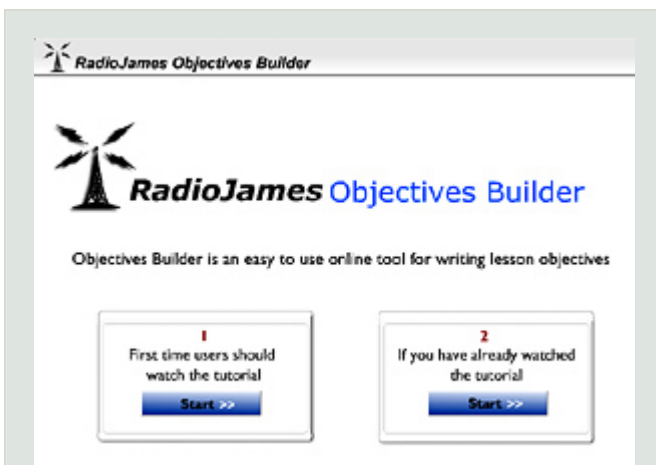 RadioJames Objectives Builder
RadioJames Objectives Builder
Objectives Builder is an easy to use online tool for writing lesson objectives
1
First time users should
watch the tutorial
Start >>
2
If you have already watched
the tutorial
Start >>